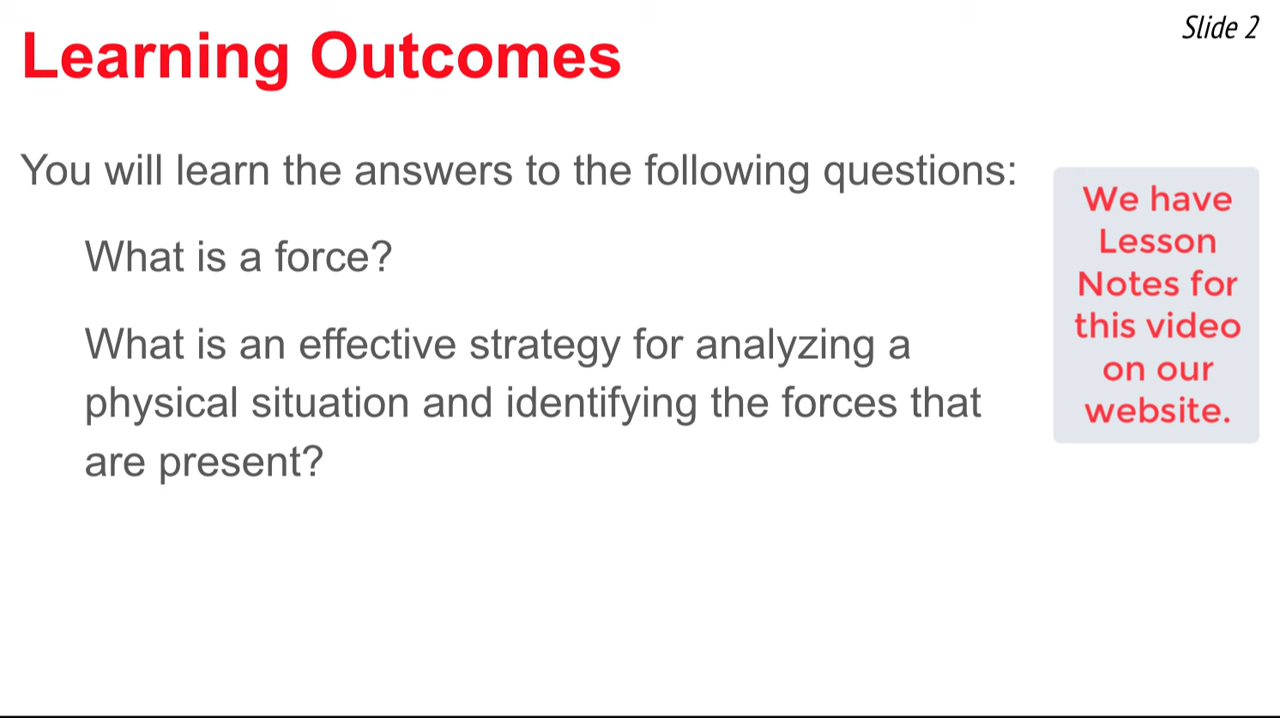 Slide 2
Learning Outcomes
You will learn the answers to the following questions:
What is a force?
What is an effective strategy for analyzing a
physical situation and identifying the forces that
are present?
We have
Lesson
Notes for
this video
on our
website.